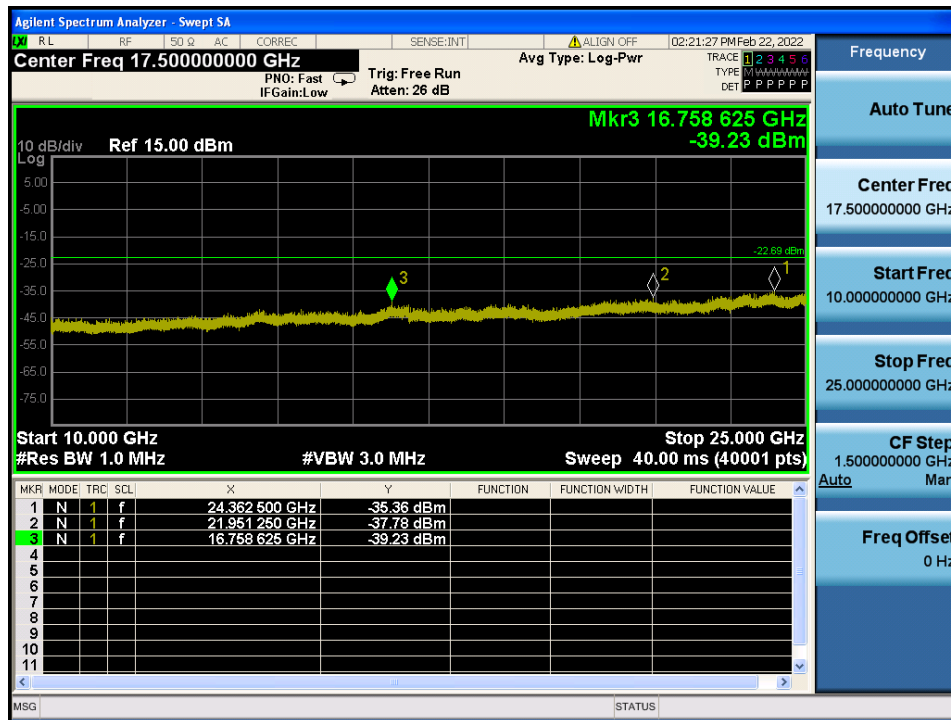 Agilent Spectrum Analyzer - Swept SA
LXI RL RF 50 Ω AC CORREC SENSE:INT ALIGN OFF 02:21:27 PM Feb 22, 2022
Center Freq 17.500000000 GHz
PNO: Fast
IFGain:Low
Trig: Free Run
Atten: 26 dB
Avg Type: Log-Pwr
TRACE 1 2 3 4 5 6
TYPE M
DET P P P P P P
Mkr3 16.758 625 GHz
-39.23 dBm
10 dB/div
Log
Ref 15.00 dBm
5.00
-5.00
-15.0
-25.0
-35.0
-45.0
-55.0
-65.0
-75.0
-22.69 dBm
3
2
1
Start 10.000 GHz
Stop 25.000 GHz
#Res BW 1.0 MHz
#VBW 3.0 MHz
Sweep 40.00 ms (40001 pts)
MKR MODE TRC SCL X Y FUNCTION FUNCTION WIDTH FUNCTION VALUE
1 N 1 f 24.362 500 GHz -35.36 dBm
2 N 1 f 21.951 250 GHz -37.78 dBm
3 N 1 f 16.758 625 GHz -39.23 dBm
4
5
6
7
8
9
10
11
MSG
STATUS
Frequency
Auto Tune
Center Freq
17.500000000 GHz
Start Freq
10.000000000 GHz
Stop Freq
25.000000000 GHz
CF Step
1.500000000 GHz
Auto Man
Freq Offset
0 Hz